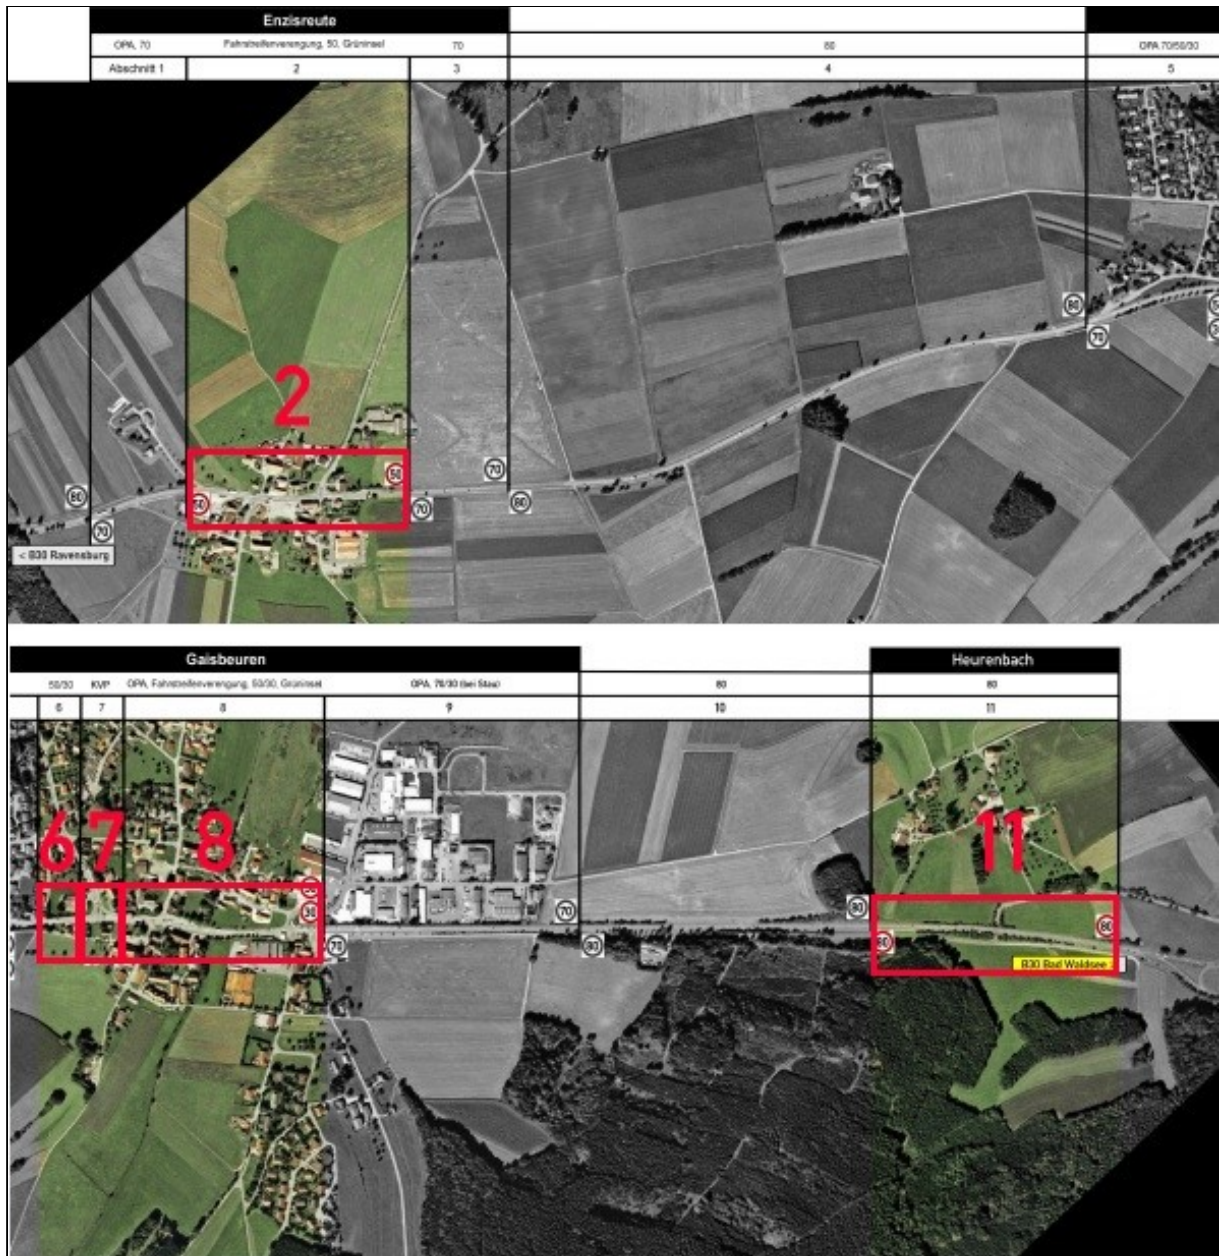 Enzisreute
OPA, 70 Fahrstreifenverengung, 50, Grüninsel 70 80 OPA 70/50/30
Abschnitt 1 2 3 4 5
2
80
70
50
50
70
70
80
80
70
< B30 Ravensburg
Gaisbeuren Heurenbach
50/30 KVP OPA, Fahrstreifenverengung, 50/30, Grüninsel OPA, 70/30 (bei Stau) 80 80
6 7 8 9 10 11
6 7 8 11
30
70
70
80
80
80
80
B30 Bad Waldsee